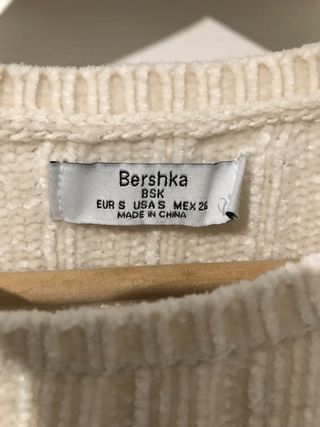 Bershka
BSK
EUR S USA S MEX 26
MADE IN CHINA